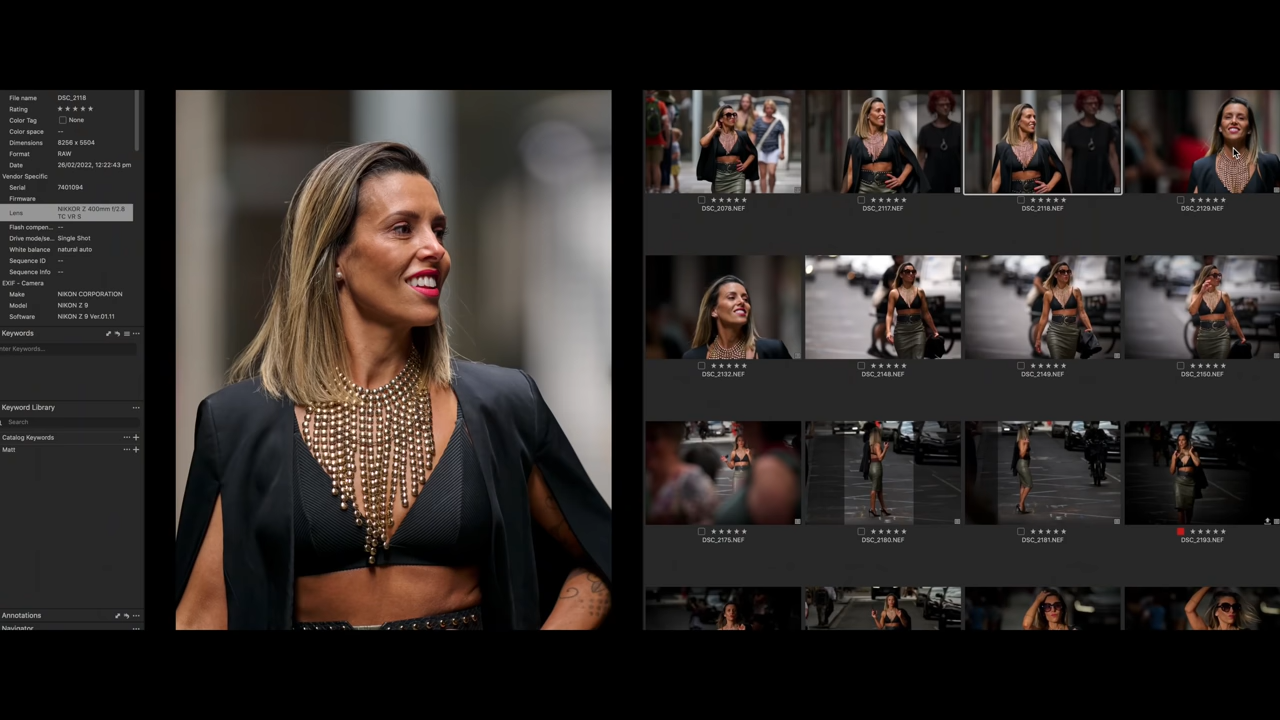 File name DSC_2118
Rating ★ ★ ★ ★ ★
Color Tag None
Color space --
Dimensions 8256 x 5504
Format RAW
Date 26/02/2022, 12:22:43 pm
Vendor Specific
Serial 7401094
Firmware
Lens NIKKOR Z 400mm f/2.8
TC VR S
Flash compen... --
Drive mode/se... Single Shot
White balance natural auto
Sequence ID --
Sequence Info --
EXIF - Camera
Make NIKON CORPORATION
Model NIKON Z 9
Software NIKON Z 9 Ver.01.11
Keywords
nter Keywords...
Keyword Library
Search
Catalog Keywords
Matt
Annotations
Navigator
DSC_2078.NEF
DSC_2117.NEF
DSC_2118.NEF
DSC_2129.NEF
DSC_2132.NEF
DSC_2148.NEF
DSC_2149.NEF
DSC_2150.NEF
DSC_2175.NEF
DSC_2180.NEF
DSC_2181.NEF
DSC_2193.NEF